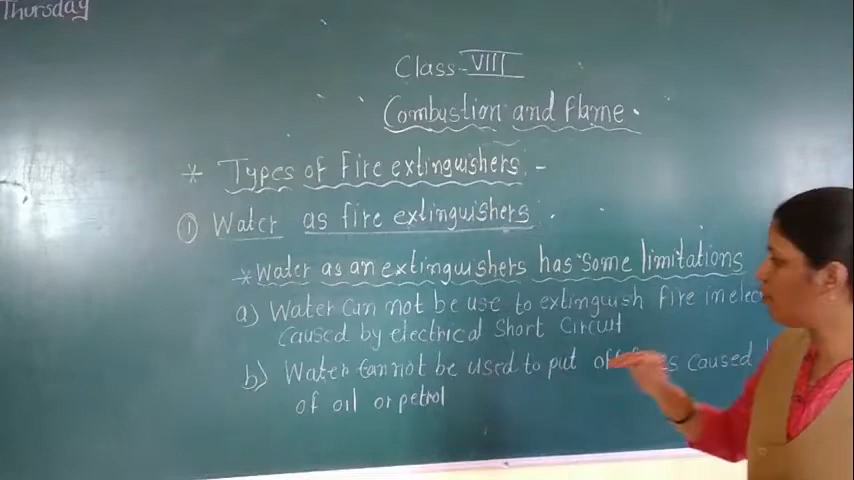 Thursday
Class-VIII
Combustion and Flame.
* Types of Fire extinguishers. -
① Water as fire extinguishers.
*Water as an extinguishers has some limitations
a) Water can not be use to extinguish fire in elec
caused by electrical short circuit
b) Water cannot be used to put off caused
of oil or petrol